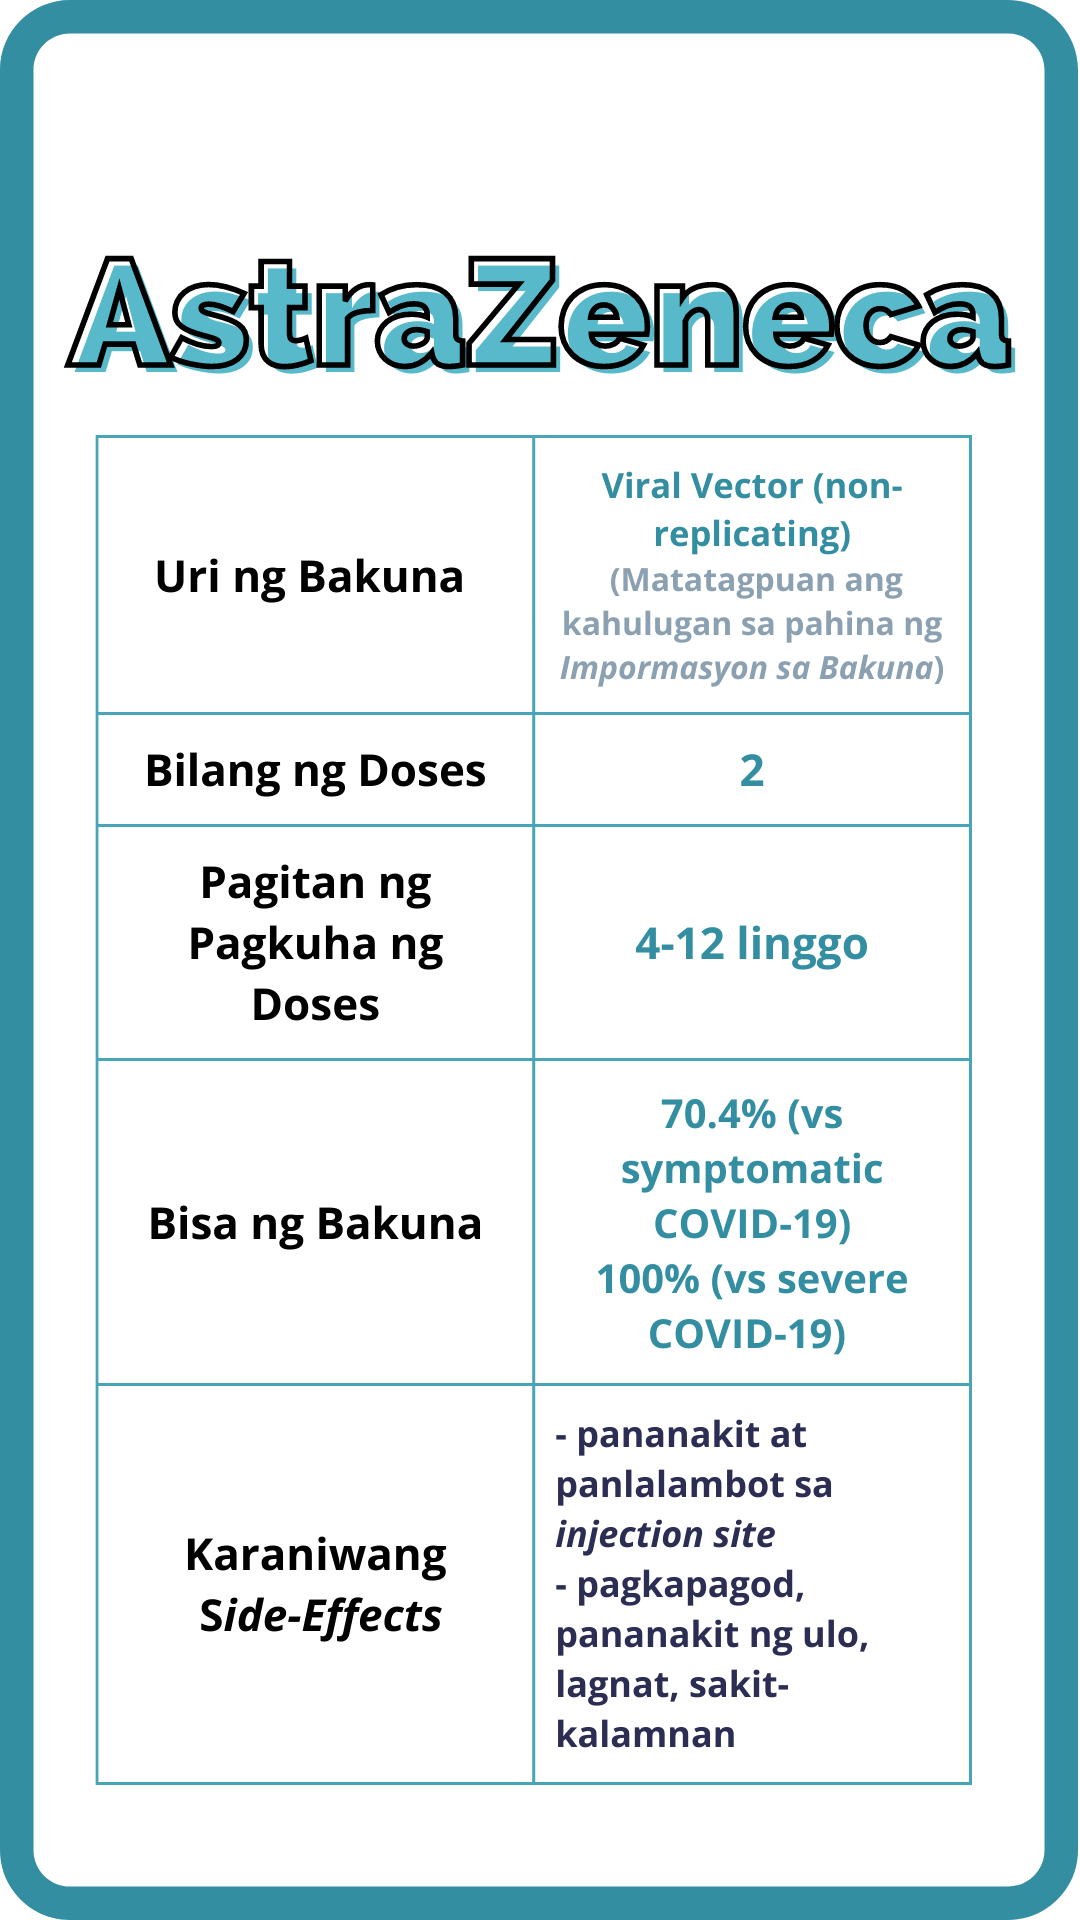 AstraZeneca
Uri ng Bakuna
Viral Vector (non-
replicating)
(Matatagpuan ang
kahulugan sa pahina ng
Impormasyon sa Bakuna)
Bilang ng Doses
2
Pagitan ng
Pagkuha ng
Doses
4-12 linggo
Bisa ng Bakuna
70.4% (vs
symptomatic
COVID-19)
100% (vs severe
COVID-19)
Karaniwang
Side-Effects
- pananakit at
panlalambot sa
injection site
- pagkapagod,
pananakit ng ulo,
lagnat, sakit-
kalamnan